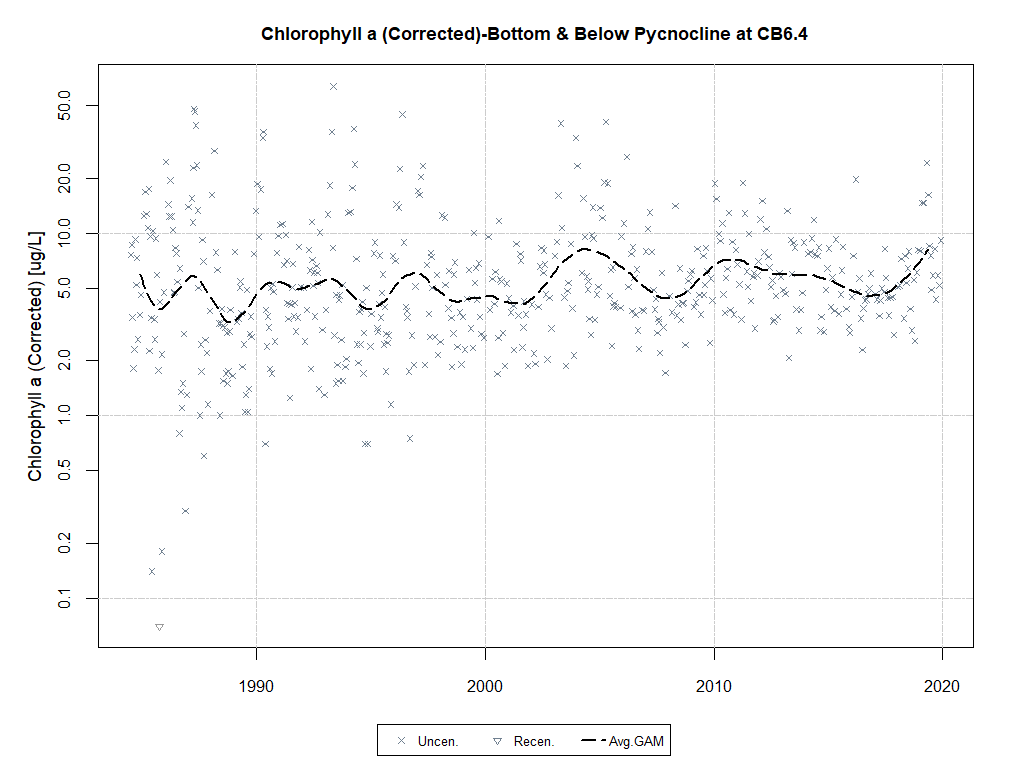 Chlorophyll a (Corrected)-Bottom & Below Pycnocline at CB6.4
Chlorophyll a (Corrected) [ug/L]
50.0
20.0
10.0
5.0
2.0
1.0
0.5
0.2
0.1
1990 2000 2010 2020
Uncen. Recen. Avg.GAM